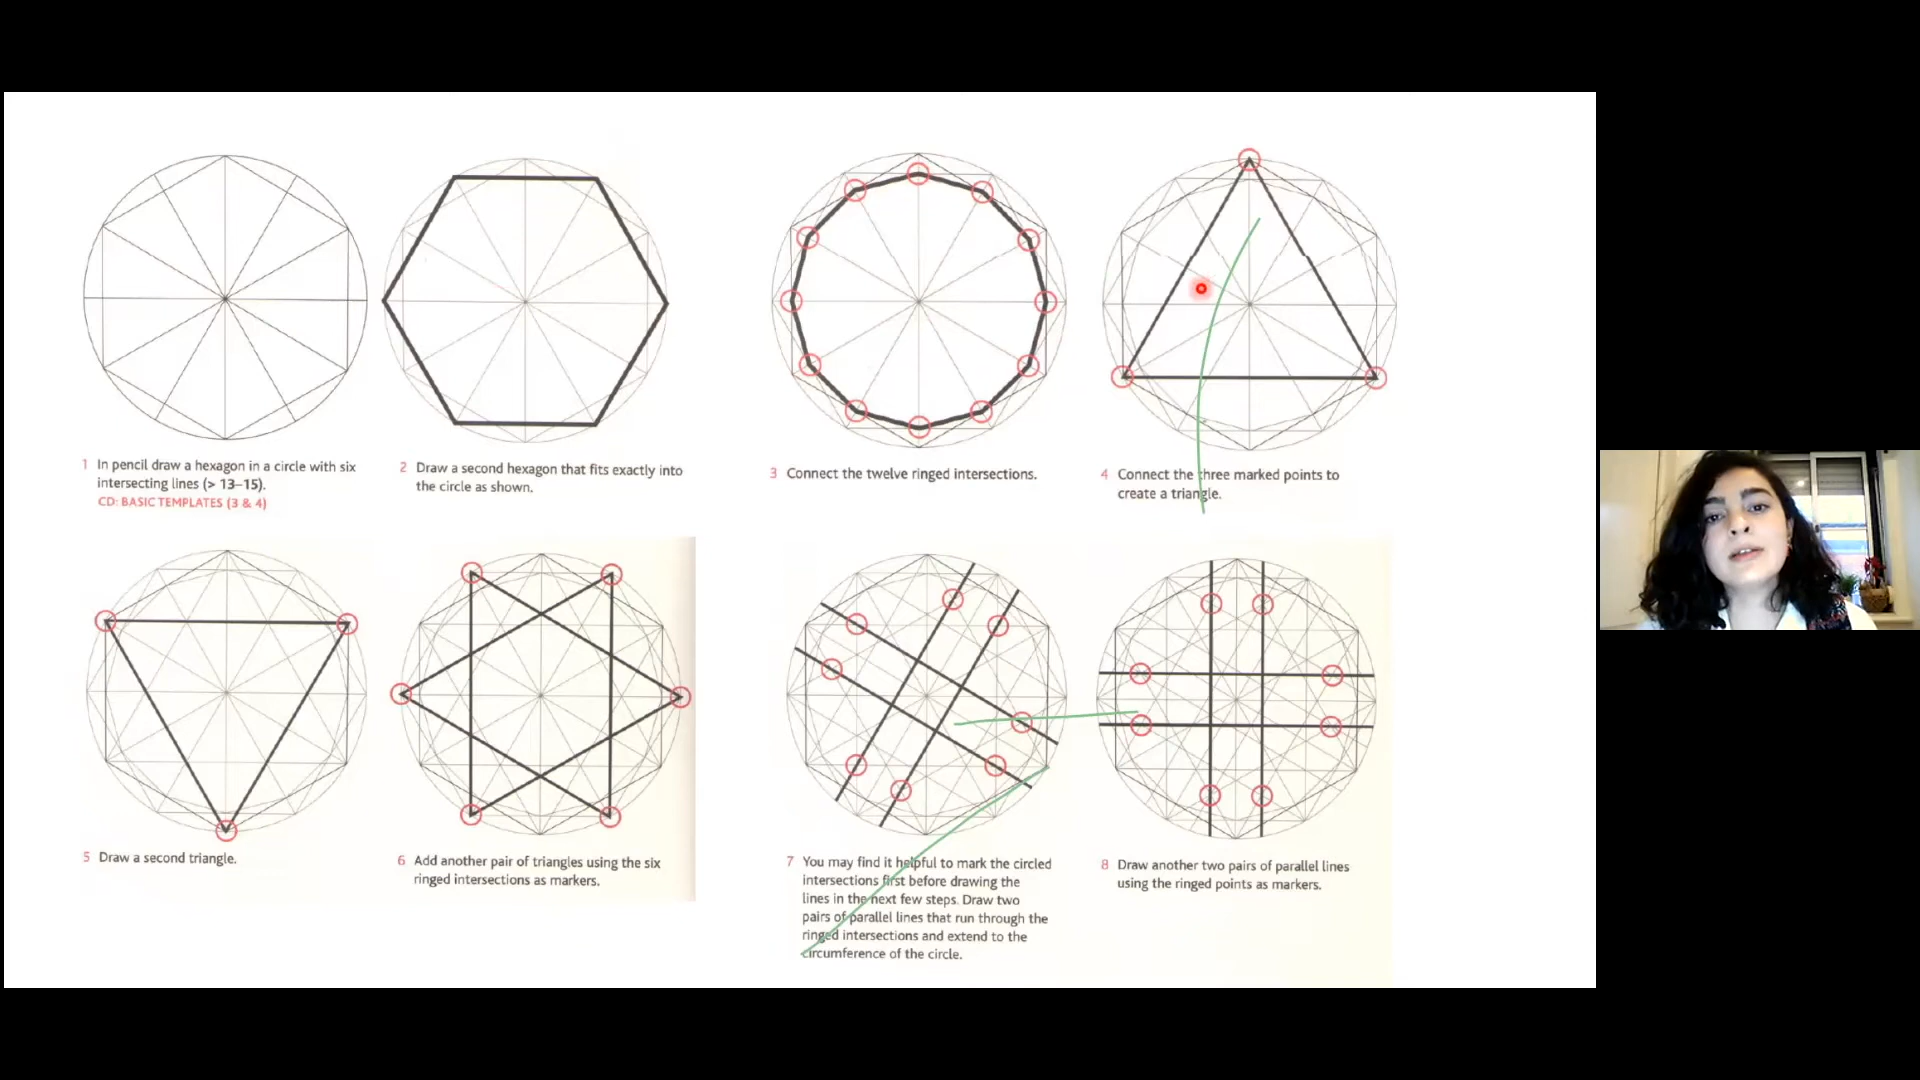 1 In pencil draw a hexagon in a circle with six
intersecting lines (> 13–15).
CD: BASIC TEMPLATES (3 & 4)
2 Draw a second hexagon that fits exactly into
the circle as shown.
3 Connect the twelve ringed intersections.
4 Connect the three marked points to
create a triangle.
5 Draw a second triangle.
6 Add another pair of triangles using the six
ringed intersections as markers.
7 You may find it helpful to mark the circled
intersections first before drawing the
lines in the next few steps. Draw two
pairs of parallel lines that run through the
ringed intersections and extend to the
circumference of the circle.
8 Draw another two pairs of parallel lines
using the ringed points as markers.